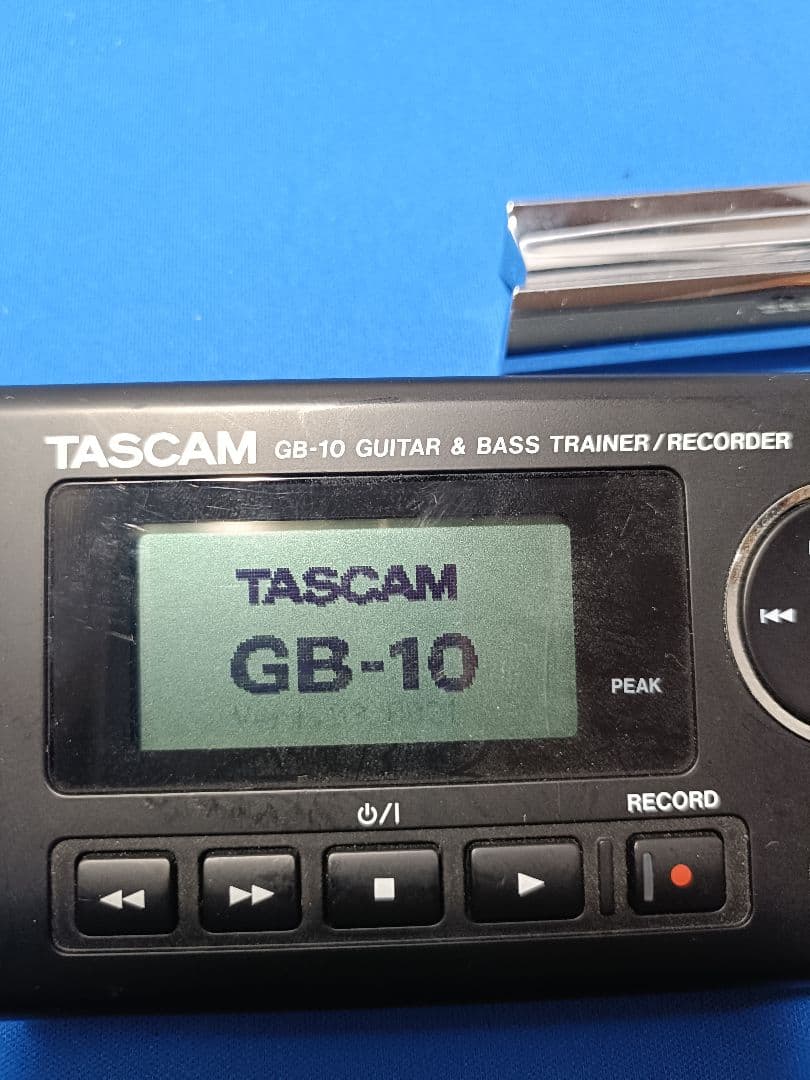 TASCAM GB-10 GUITAR & BASS TRAINER/RECORDER
TASCAM
GB-10
PEAK
RECORD